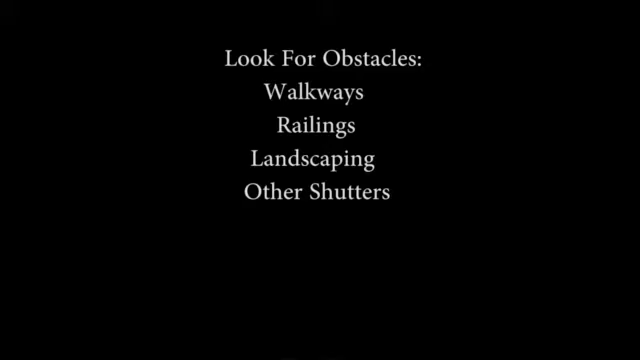 Look For Obstacles:
Walkways
Railings
Landscaping
Other Shutters